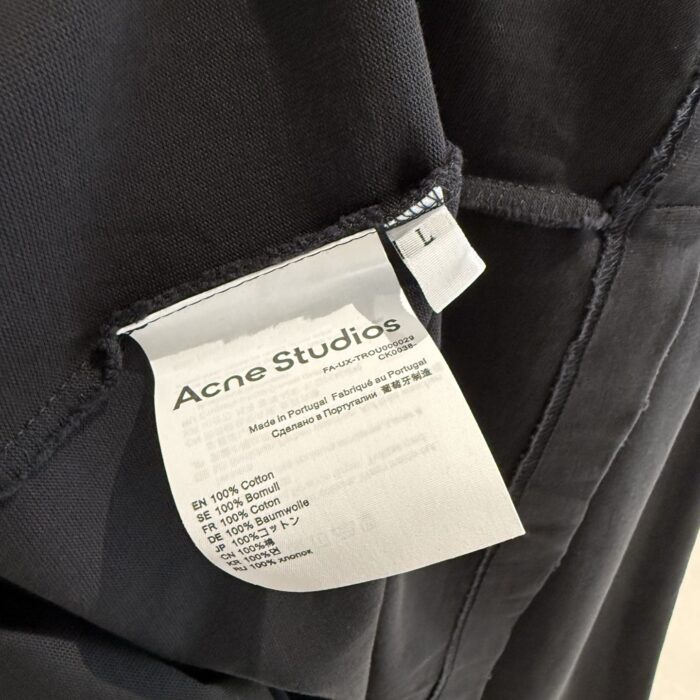 L
Acne Studios
FA-UX-TROU000029
CK0036-
Made in Portugal Fabriqué au Portugal
Сделано в Португалии 葡萄牙制造
EN 100% Cotton
SE 100% Bomull
FR 100% Coton
DE 100% Baumwolle
JP 100%コットン
CN 100%棉
KR 100%면
RU 100% хлопок